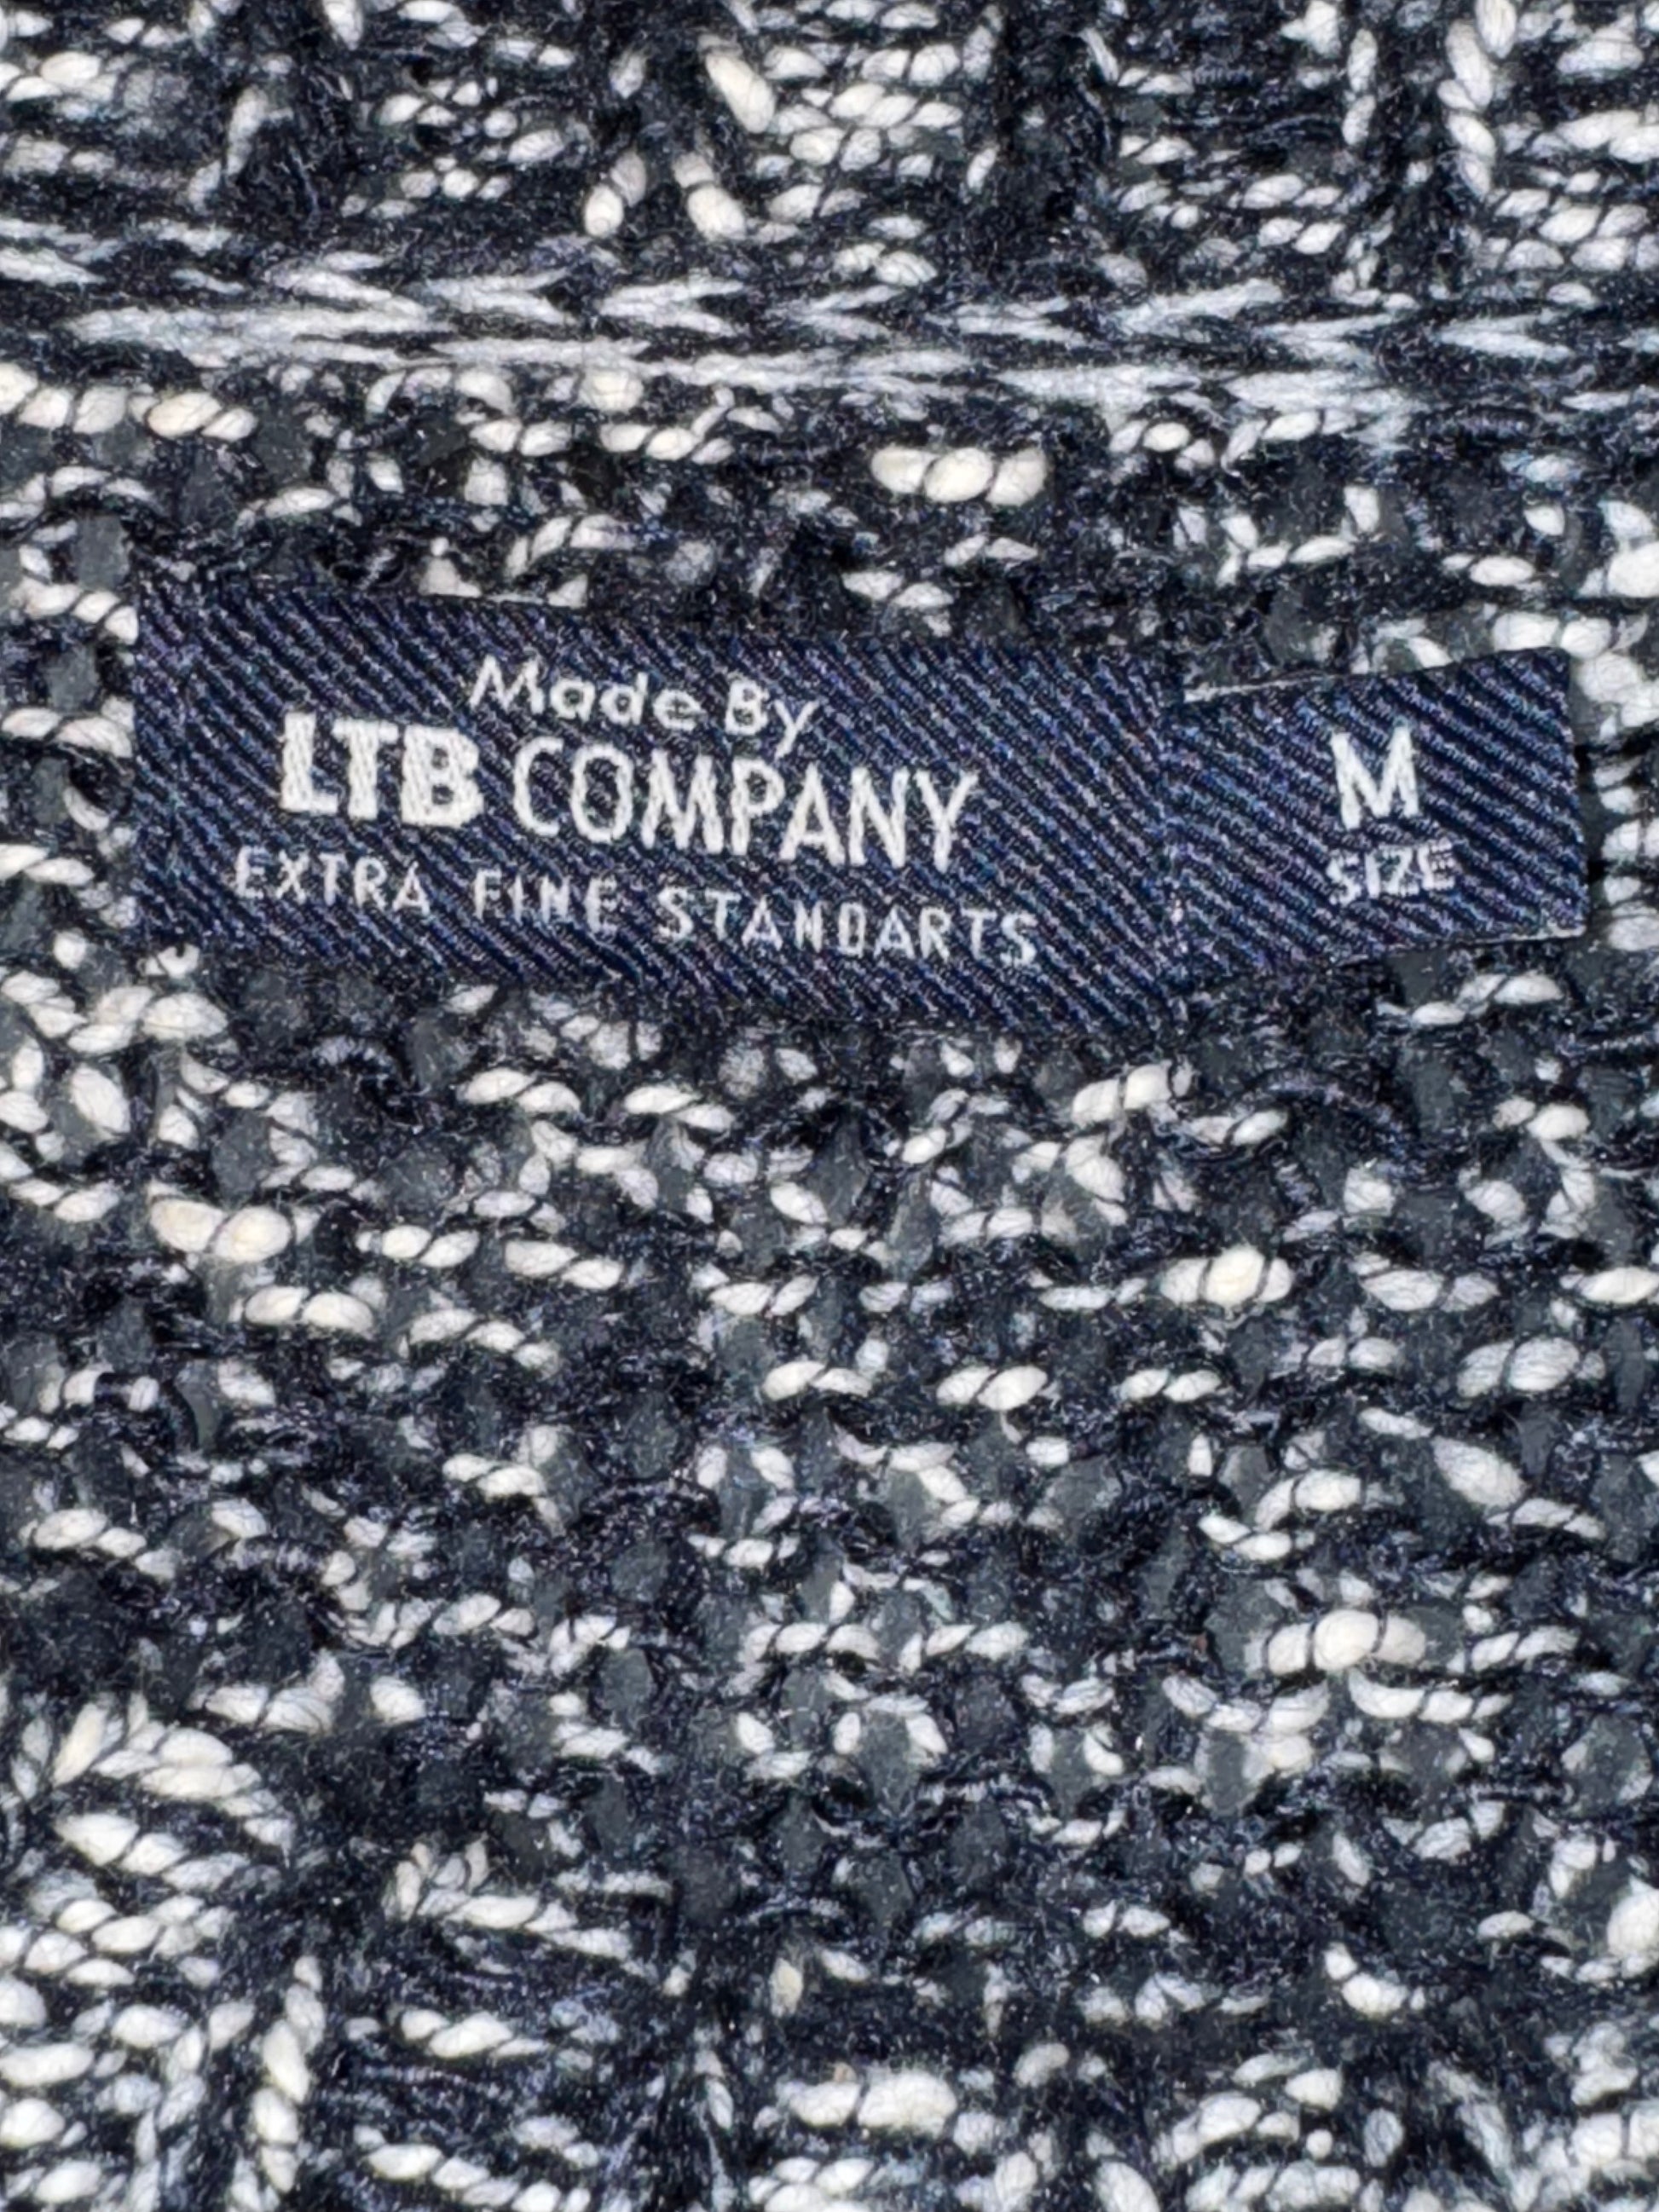 Made By
LTB COMPANY
EXTRA FINE STANDARTS
M
SIZE